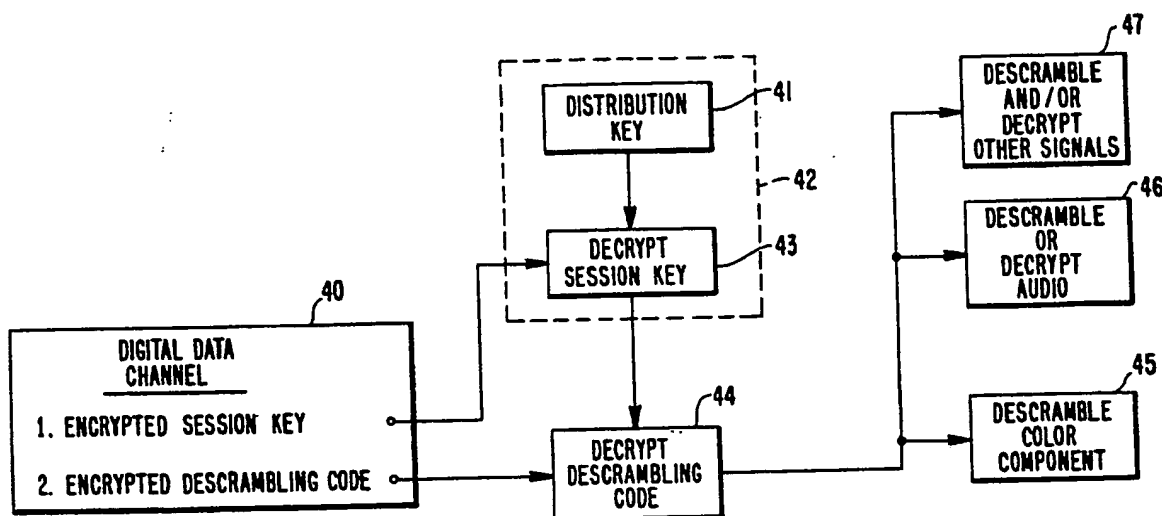 47
DESCRAMBLE
AND/OR
DECRYPT
OTHER SIGNALS
41
DISTRIBUTION
KEY
42
46
DESCRAMBLE
OR
DECRYPT
AUDIO
43
DECRYPT
SESSION KEY
40
DIGITAL DATA
CHANNEL
1. ENCRYPTED SESSION KEY
2. ENCRYPTED DESCRAMBLING CODE
44
DECRYPT
DESCRAMBLING
CODE
45
DESCRAMBLE
COLOR
COMPONENT